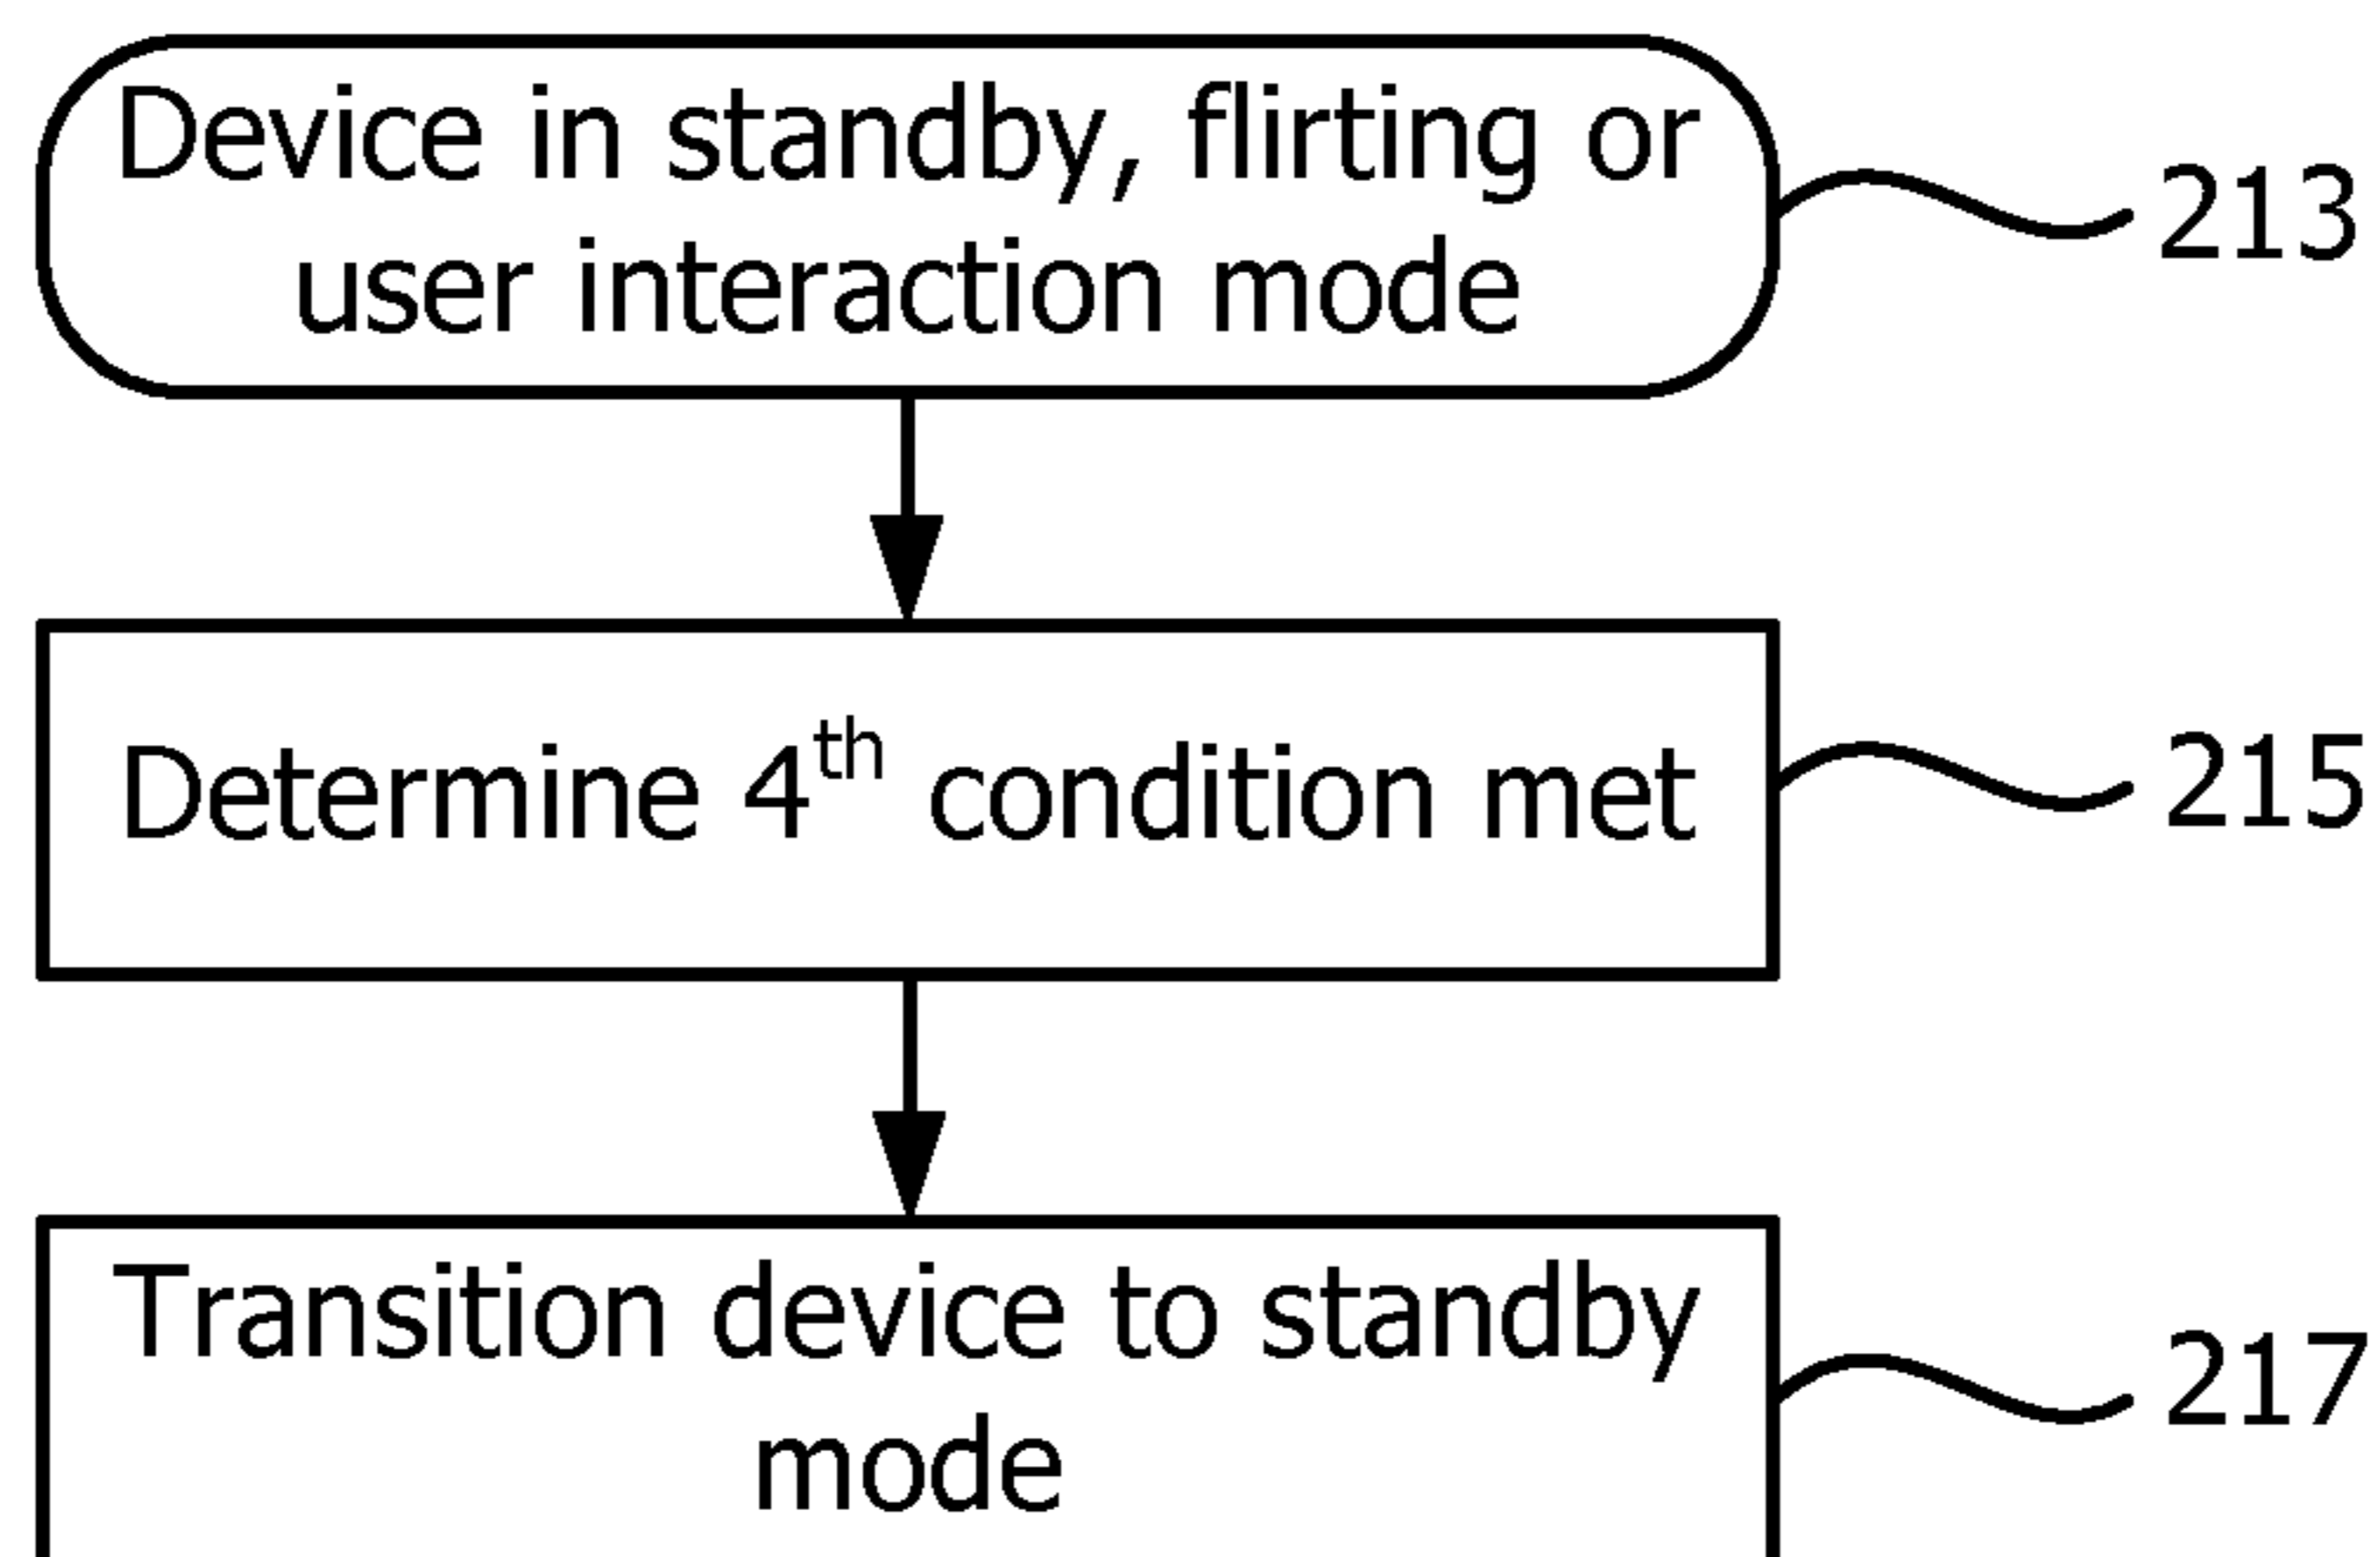 Device in standby, flirting or
user interaction mode
213
Determine 4th condition met
215
Transition device to standby
mode
217